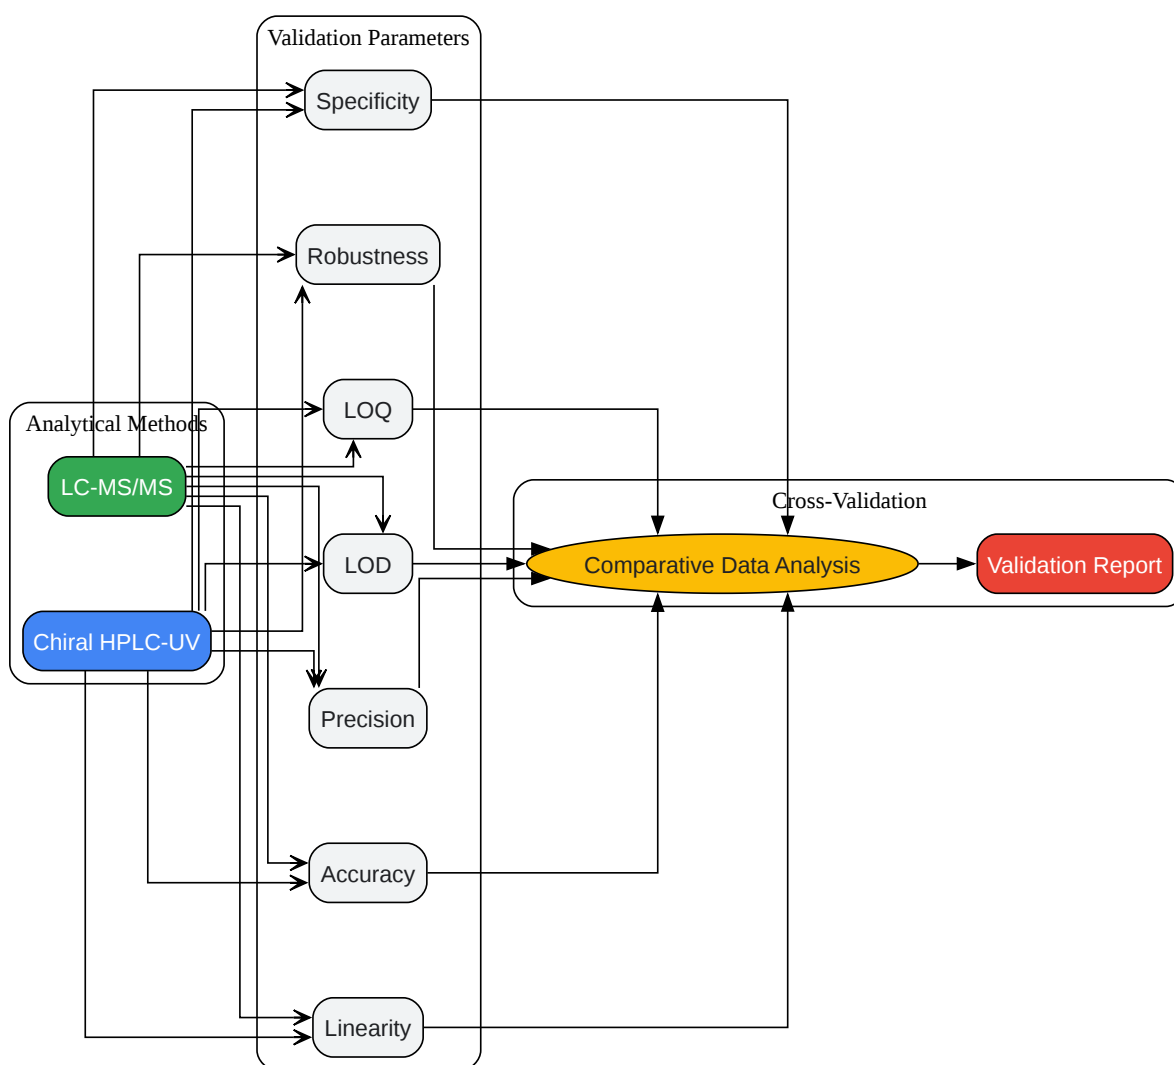 Validation Parameters
Specificity
Robustness
LOQ
Analytical Methods
LC-MS/MS
Cross-Validation
LOD
Comparative Data Analysis
Validation Report
Chiral HPLC-UV
Precision
Accuracy
Linearity